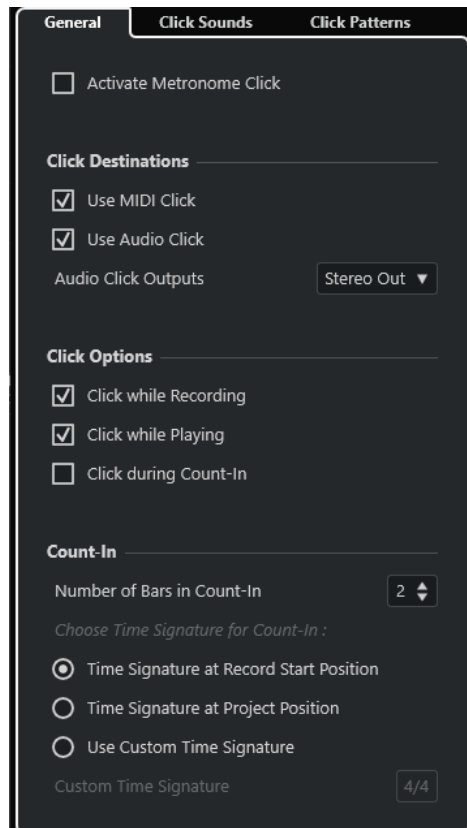 General Click Sounds Click Patterns
Activate Metronome Click
Click Destinations
Use MIDI Click
Use Audio Click
Audio Click Outputs Stereo Out
Click Options
Click while Recording
Click while Playing
Click during Count-In
Count-In
Number of Bars in Count-In 2
Choose Time Signature for Count-In :
Time Signature at Record Start Position
Time Signature at Project Position
Use Custom Time Signature
Custom Time Signature 4/4